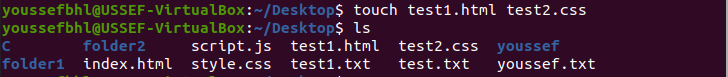 youssefbhl@USSEF-VirtualBox:~/Desktop$ touch test1.html test2.css
youssefbhl@USSEF-VirtualBox:~/Desktop$ ls
C folder2 script.js test1.html test2.css youssef
folder1 index.html style.css test1.txt test.txt youssef.txt